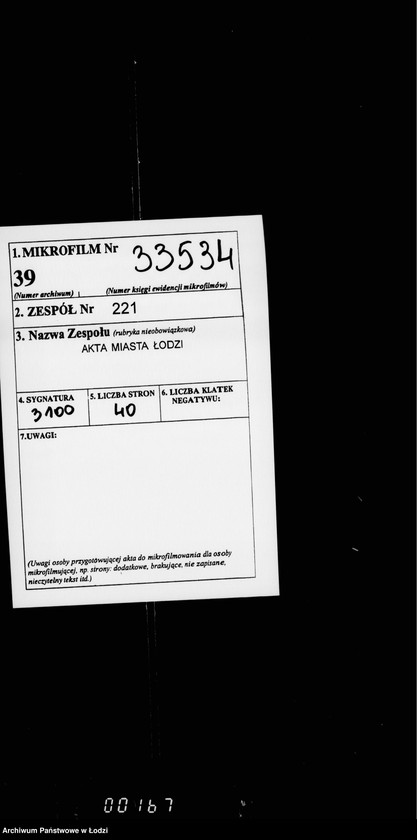 1. MIKROFILM Nr 33534
39
(Numer archiwum) (Numer księgi ewidencji mikrofilmów)
2. ZESPÓŁ Nr 221
3. Nazwa Zespołu (rubryka nieobowiązkowa)
AKTA MIASTA ŁODZI
4. SYGNATURA 5. LICZBA STRON 6. LICZBA KLATEK
NEGATYWU:
3100 40
7.UWAGI:
(Uwagi osoby przygotowującej akta do mikrofilmowania dla osoby
mikrofilmującej, np. strony: dodatkowe, brakujące, nie zapisane,
nieczytelny tekst itd.)
00167
Archiwum Państwowe w Łodzi